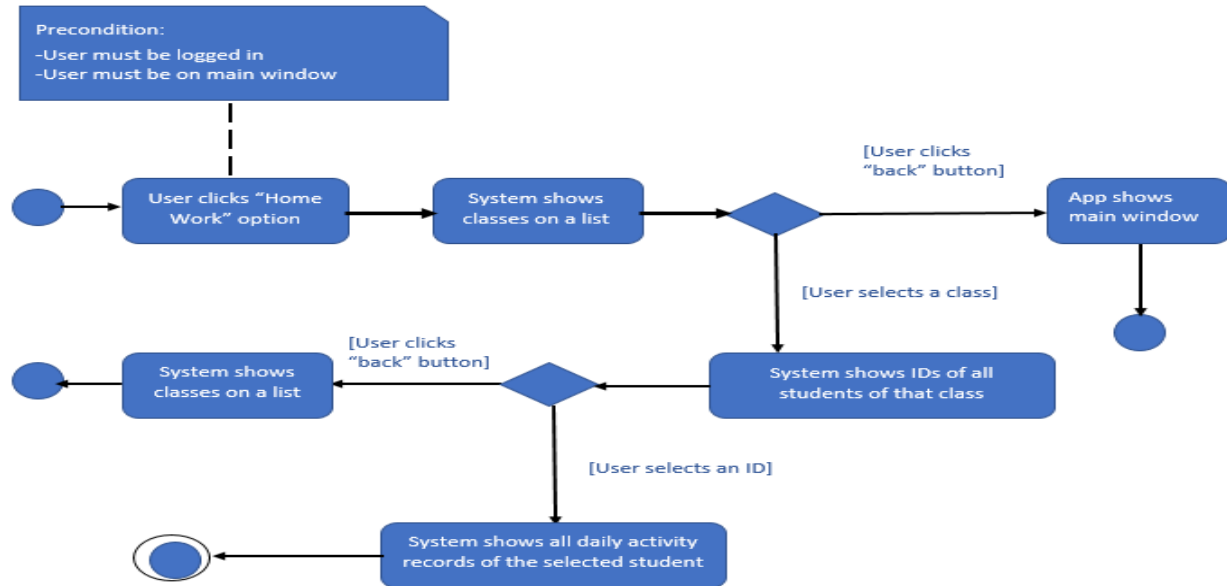 Precondition:
-User must be logged in
-User must be on main window
[User clicks
“back” button]
User clicks “Home
Work” option
System shows
classes on a list
App shows
main window
[User selects a class]
[User clicks
“back” button]
System shows
classes on a list
System shows IDs of all
students of that class
[User selects an ID]
System shows all daily activity
records of the selected student